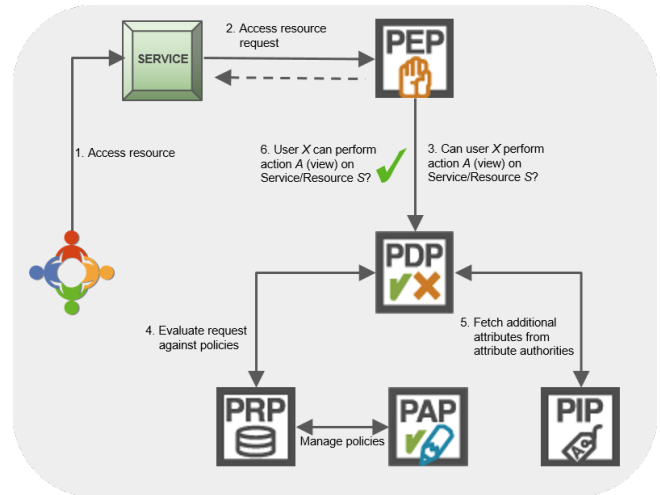 SERVICE
2. Access resource
request
PEP
1. Access resource
6. User X can perform
action A (view) on
Service/Resource S?
3. Can user X perform
action A (view) on
Service/Resource S?
PDP
4. Evaluate request
against policies
5. Fetch additional
attributes from
attribute authorities
PRP
Manage policies
PAP
PIP
Aa